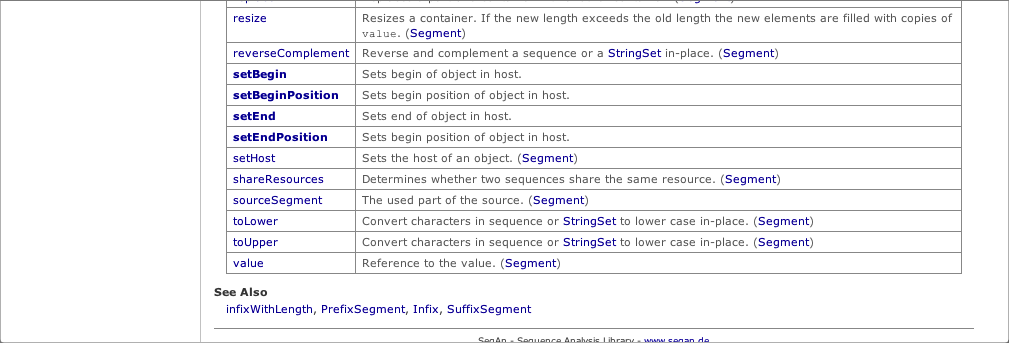 resize Resizes a container. If the new length exceeds the old length the new elements are filled with copies of
value. (Segment)
reverseComplement Reverse and complement a sequence or a StringSet in-place. (Segment)
setBegin Sets begin of object in host.
setBeginPosition Sets begin position of object in host.
setEnd Sets end of object in host.
setEndPosition Sets begin position of object in host.
setHost Sets the host of an object. (Segment)
shareResources Determines whether two sequences share the same resource. (Segment)
sourceSegment The used part of the source. (Segment)
toLower Convert characters in sequence or StringSet to lower case in-place. (Segment)
toUpper Convert characters in sequence or StringSet to lower case in-place. (Segment)
value Reference to the value. (Segment)
See Also
infixWithLength, PrefixSegment, Infix, SuffixSegment
SeqAn - Sequence Analysis Library - www.seqan.de